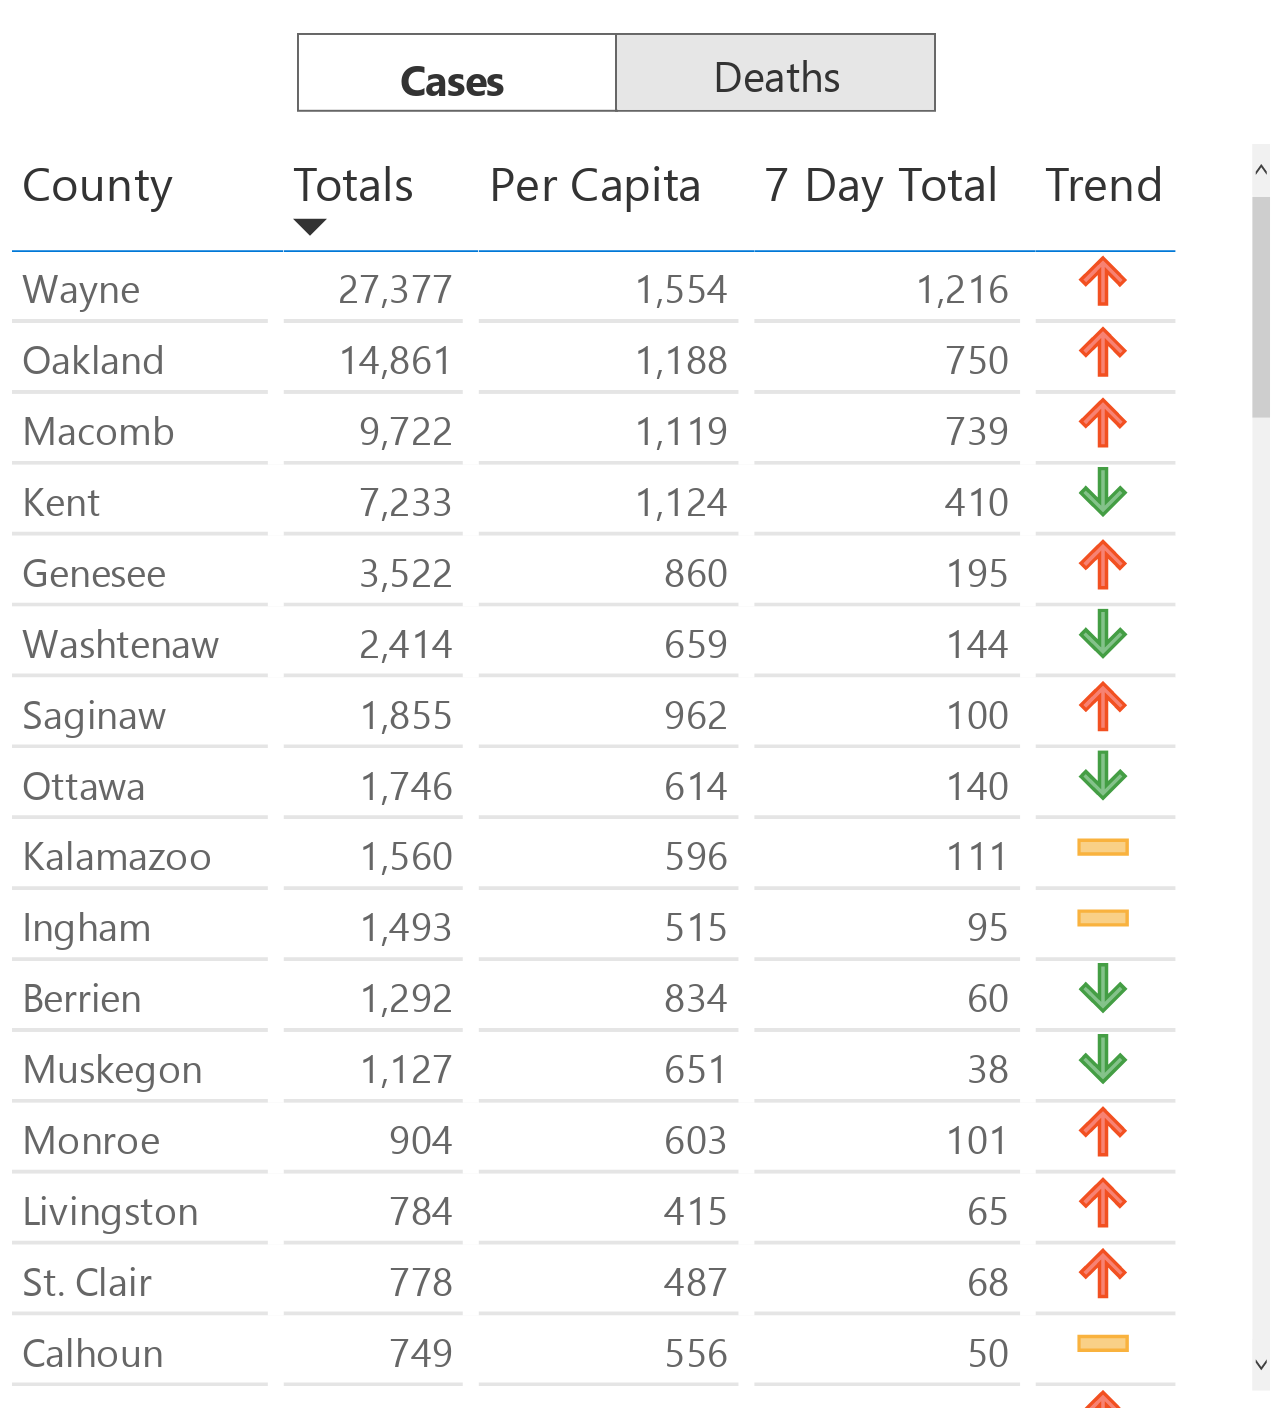 Cases Deaths
County Totals Per Capita 7 Day Total Trend
Wayne 27,377 1,554 1,216
Oakland 14,861 1,188 750
Macomb 9,722 1,119 739
Kent 7,233 1,124 410
Genesee 3,522 860 195
Washtenaw 2,414 659 144
Saginaw 1,855 962 100
Ottawa 1,746 614 140
Kalamazoo 1,560 596 111
Ingham 1,493 515 95
Berrien 1,292 834 60
Muskegon 1,127 651 38
Monroe 904 603 101
Livingston 784 415 65
St. Clair 778 487 68
Calhoun 749 556 50